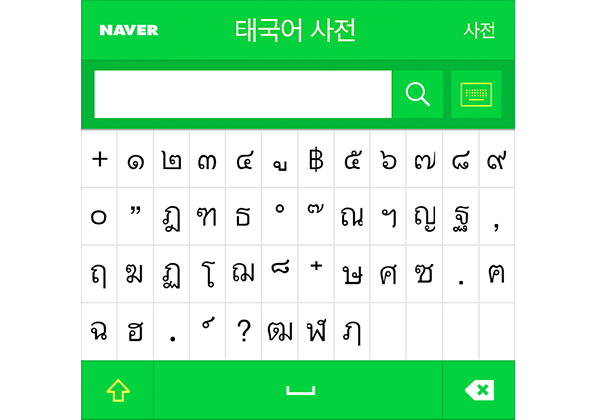 NAVER 태국어 사전 사전
+ ๑ ๒ ๓ ๔ ู ฿ ๕ ๖ ๗ ๘ ๙
๐ ” ฎ ฑ ธ ํ ๊ ณ ฯ ญ ฐ ,
ฤ ฆ ฏ โ ฌ ็ ๋ ษ ศ ซ . ฅ
ฉ ฮ ฺ ์ ? ฒ ฬ ฦ